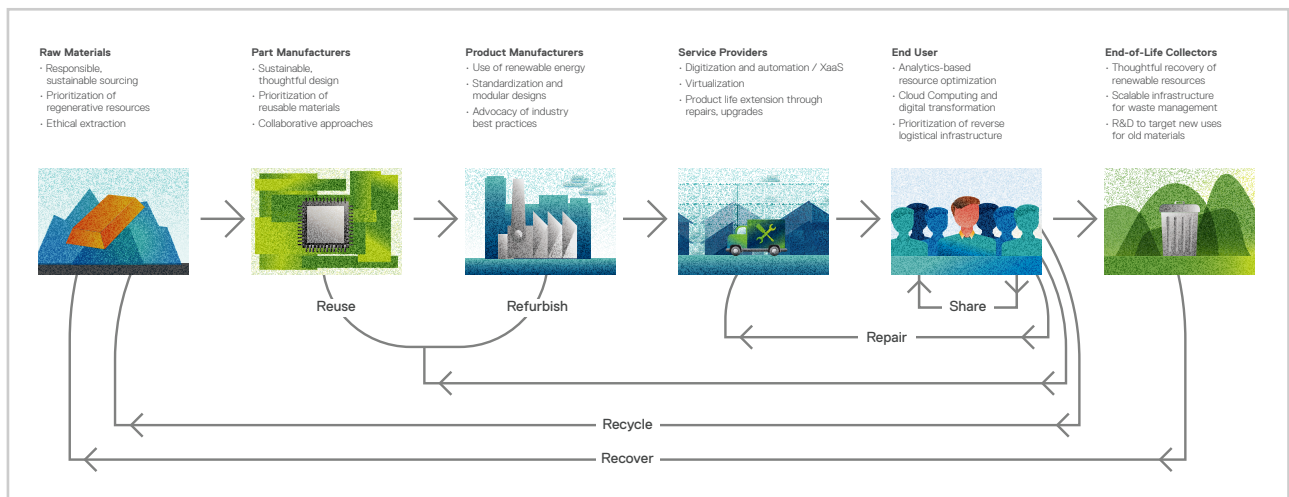 Raw Materials
· Responsible,
sustainable sourcing
· Prioritization of
regenerative resources
· Ethical extraction
Part Manufacturers
· Sustainable,
thoughtful design
· Prioritization of
reusable materials
· Collaborative approaches
Product Manufacturers
· Use of renewable energy
· Standardization and
modular designs
· Advocacy of industry
best practices
Service Providers
· Digitization and automation / XaaS
· Virtualization
· Product life extension through
repairs, upgrades
End User
· Analytics-based
resource optimization
· Cloud Computing and
digital transformation
· Prioritization of reverse
logistical infrastructure
End-of-Life Collectors
· Thoughtful recovery of
renewable resources
· Scalable infrastructure
for waste management
· R&D to target new uses
for old materials
Reuse
Refurbish
Share
Repair
Recycle
Recover